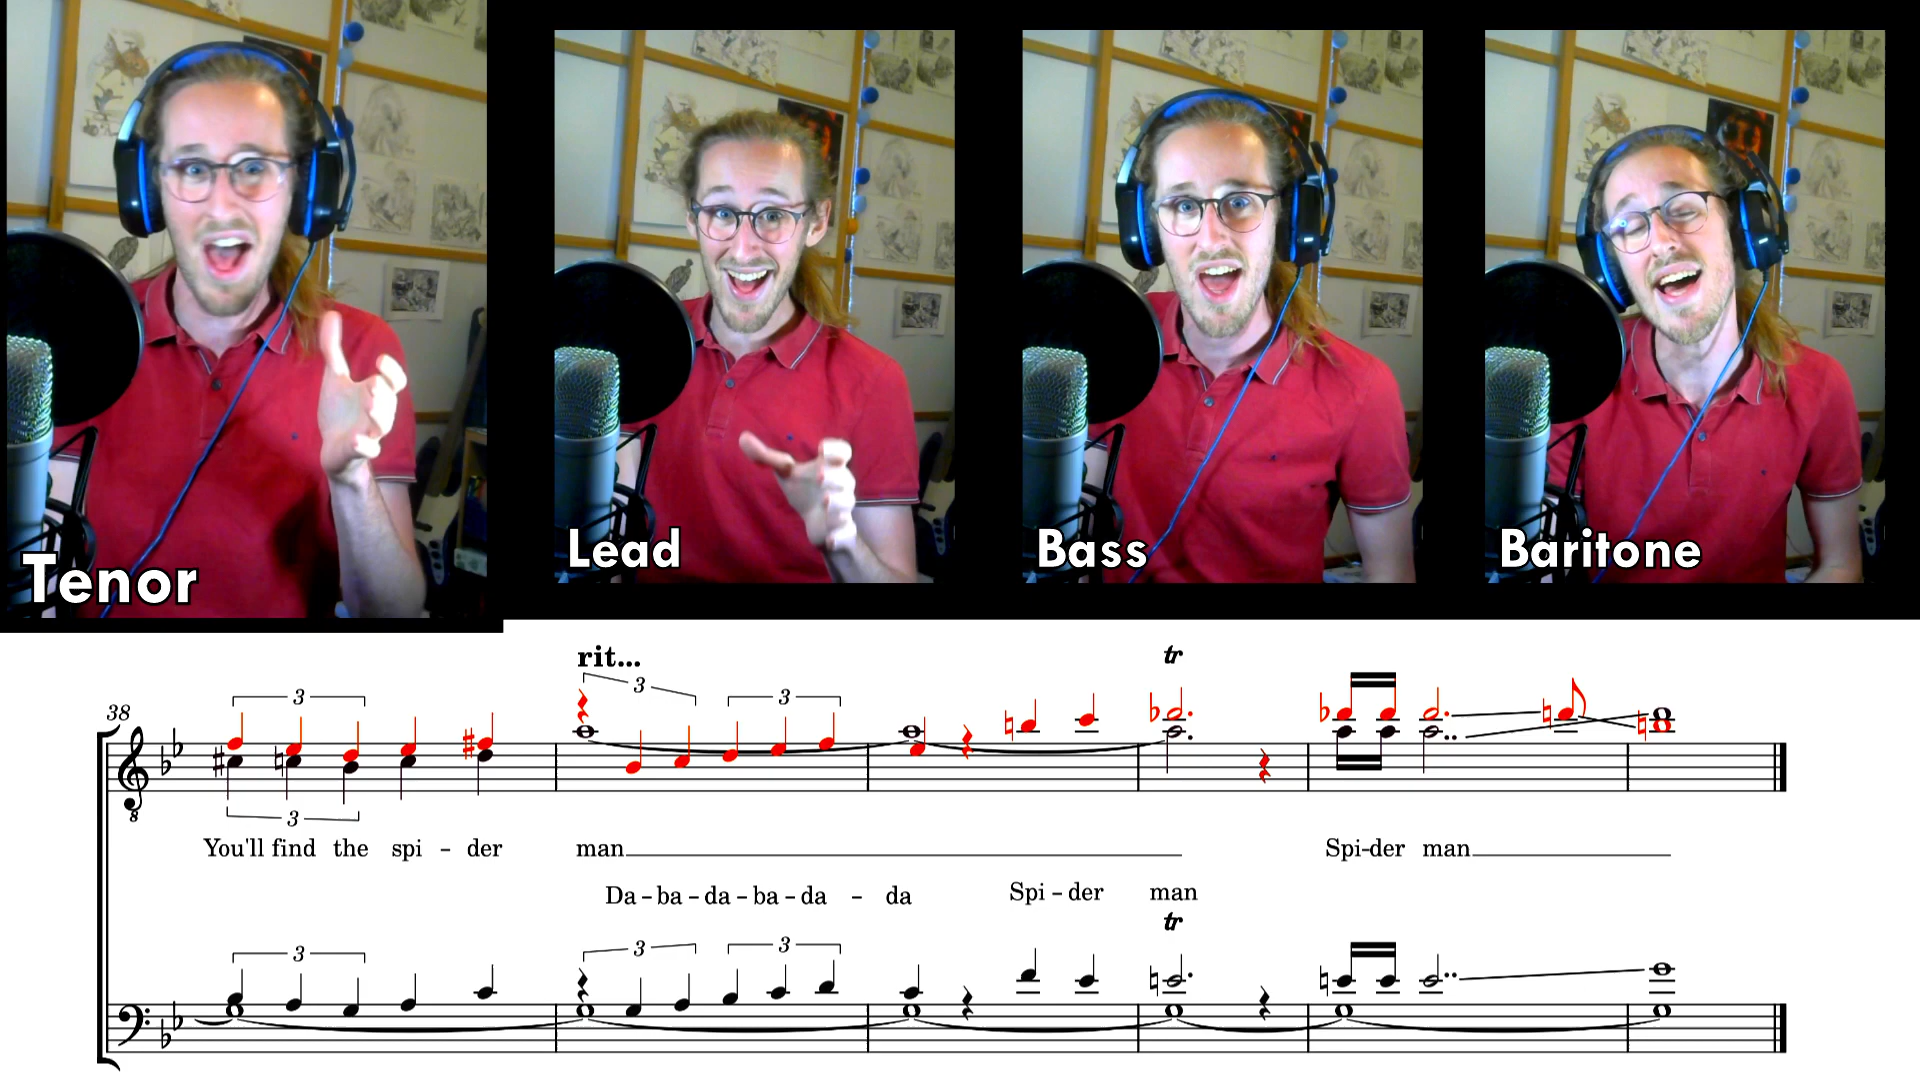 Tenor
Lead
Bass
Baritone
rit...
3
3
3
38
tr
8
3
You'll find the spi - der man Spi-der man
Da-ba-da-ba-da - da Spi-der man
tr
3
3
3